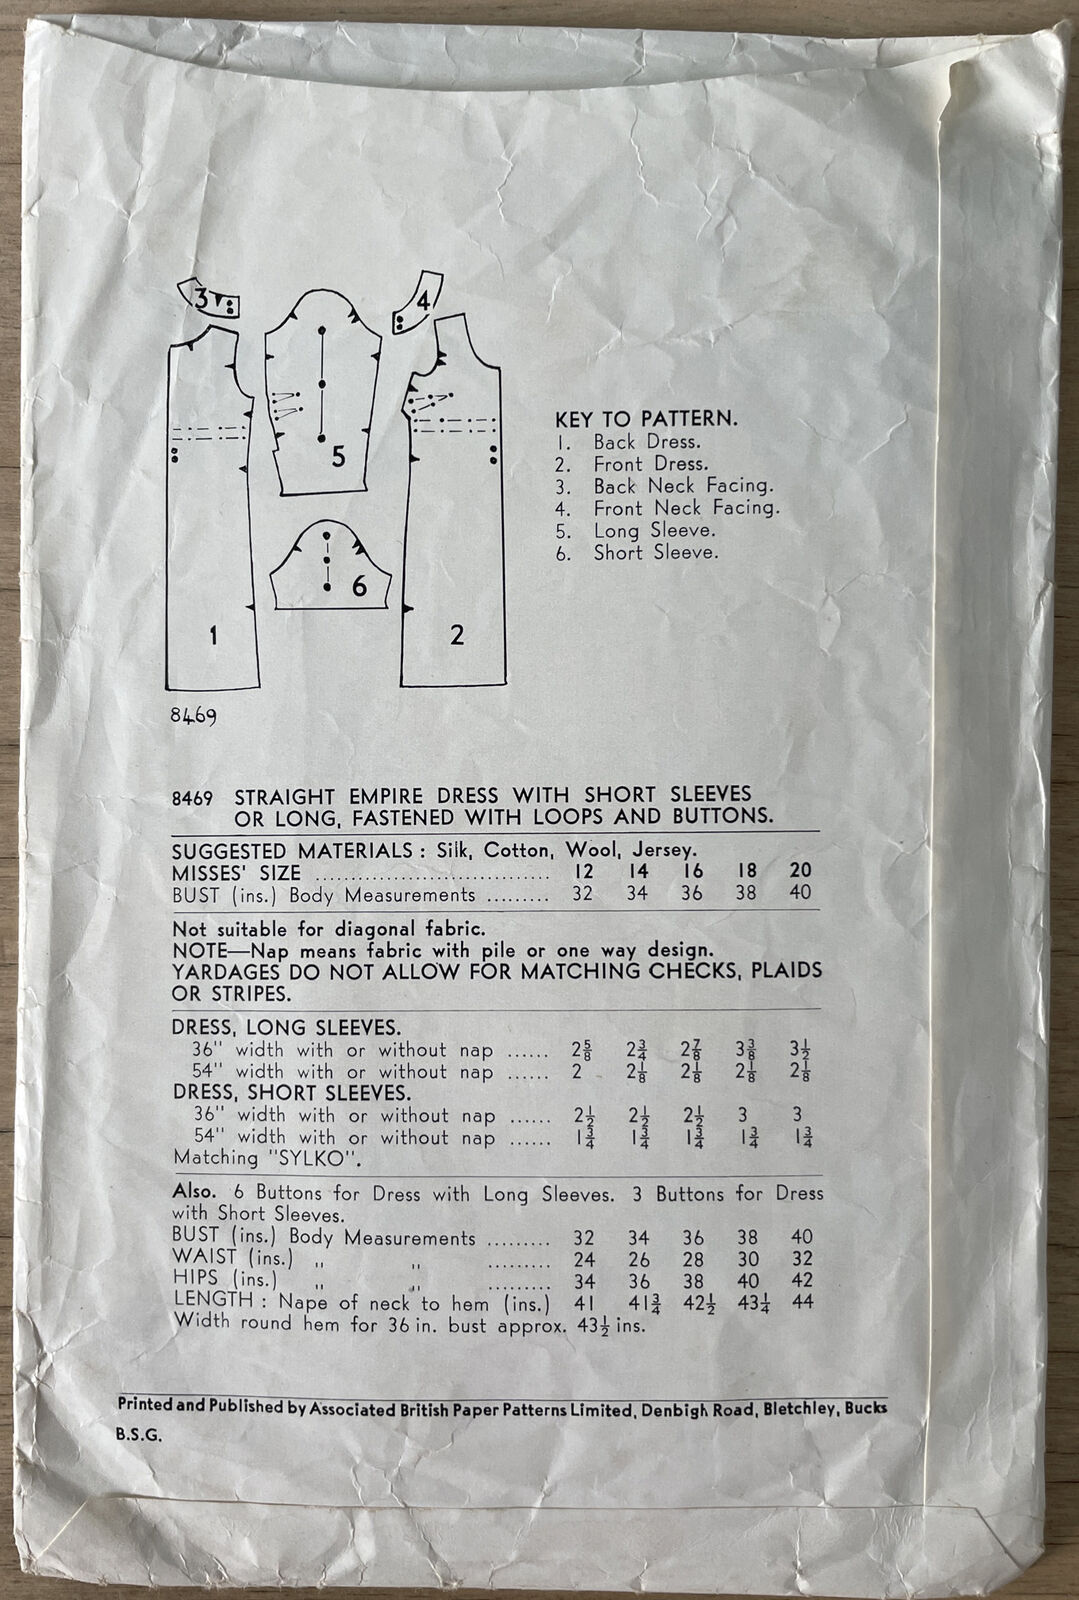 3
4
5
6
1
2
8469
KEY TO PATTERN.
1. Back Dress.
2. Front Dress.
3. Back Neck Facing.
4. Front Neck Facing.
5. Long Sleeve.
6. Short Sleeve.
8469 STRAIGHT EMPIRE DRESS WITH SHORT SLEEVES
OR LONG, FASTENED WITH LOOPS AND BUTTONS.
SUGGESTED MATERIALS : Silk, Cotton, Wool, Jersey.
MISSES' SIZE ................................ 12 14 16 18 20
BUST (ins.) Body Measurements ......... 32 34 36 38 40
Not suitable for diagonal fabric.
NOTE—Nap means fabric with pile or one way design.
YARDAGES DO NOT ALLOW FOR MATCHING CHECKS, PLAIDS
OR STRIPES.
DRESS, LONG SLEEVES.
36" width with or without nap ...... 2⅝ 2¾ 2⅞ 3⅜ 3½
54" width with or without nap ...... 2 2⅛ 2⅛ 2⅛ 2⅛
DRESS, SHORT SLEEVES.
36" width with or without nap ...... 2½ 2½ 2½ 3 3
54" width with or without nap ...... 1¾ 1¾ 1¾ 1¾ 1¾
Matching "SYLKO".
Also. 6 Buttons for Dress with Long Sleeves. 3 Buttons for Dress
with Short Sleeves.
BUST (ins.) Body Measurements ......... 32 34 36 38 40
WAIST (ins.) ,, ,, ......... 24 26 28 30 32
HIPS (ins.) ,, ,, ......... 34 36 38 40 42
LENGTH : Nape of neck to hem (ins.) 41 41¾ 42½ 43¼ 44
Width round hem for 36 in. bust approx. 43½ ins.
Printed and Published by Associated British Paper Patterns Limited, Denbigh Road, Bletchley, Bucks
B.S.G.